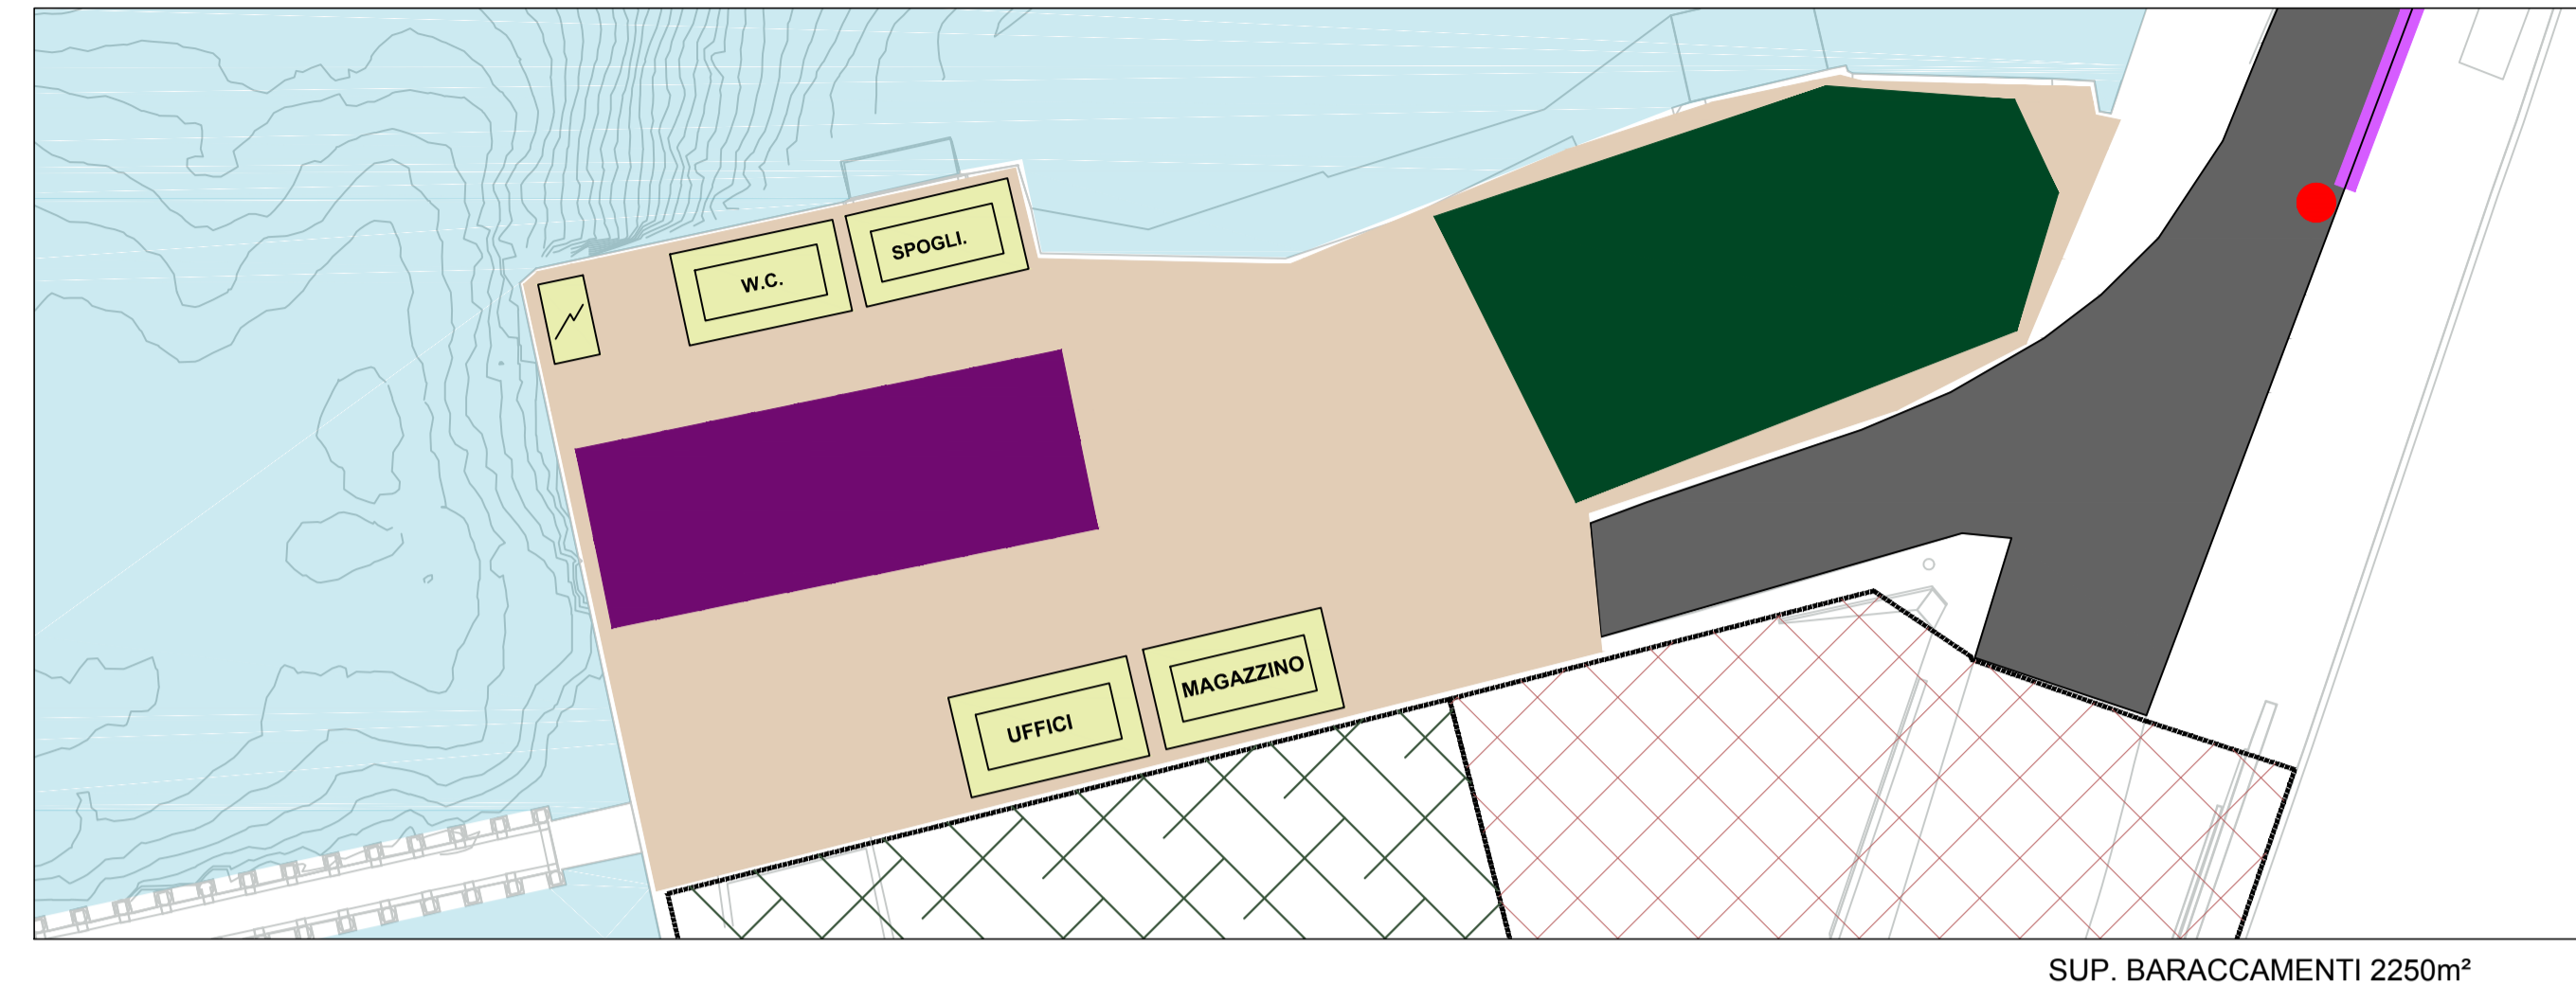 SPOGLI.
W.C.
MAGAZZINO
UFFICI
SUP. BARACCAMENTI 2250m²